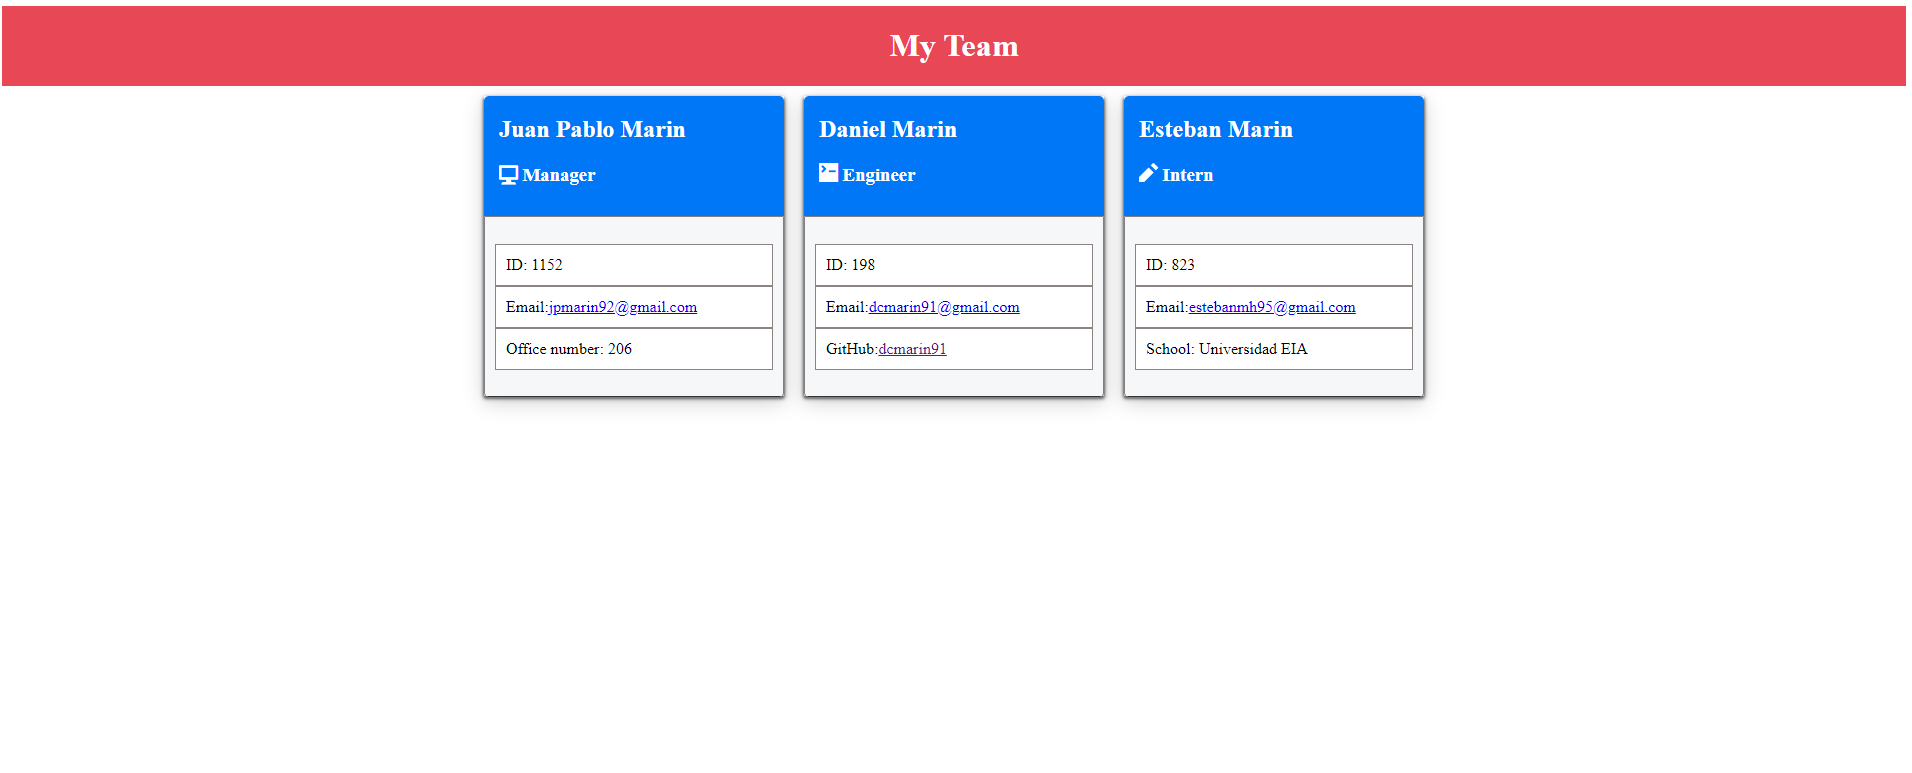 My Team
Juan Pablo Marin
Manager
ID: 1152
Email:jpmarin92@gmail.com
Office number: 206
Daniel Marin
Engineer
ID: 198
Email:dcmarin91@gmail.com
GitHub:dcmarin91
Esteban Marin
Intern
ID: 823
Email:estebanmh95@gmail.com
School: Universidad EIA